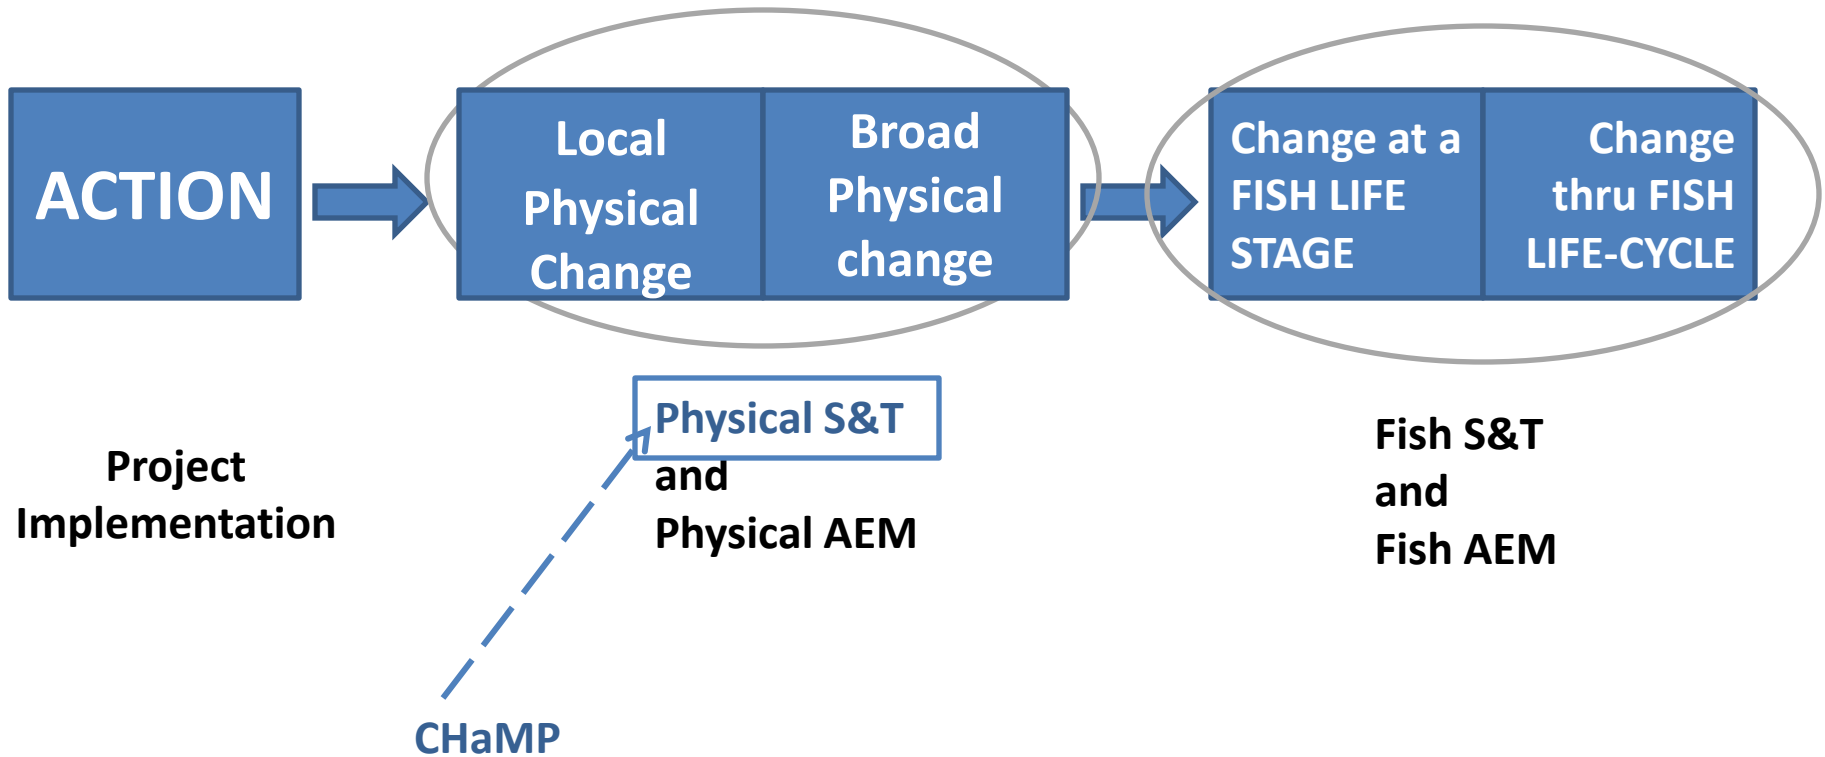 ACTION
Local
Physical
Change
Broad
Physical
change
Change at a
FISH LIFE
STAGE
Change
thru FISH
LIFE-CYCLE
Project
Implementation
Physical S&T
and
Physical AEM
Fish S&T
and
Fish AEM
CHaMP